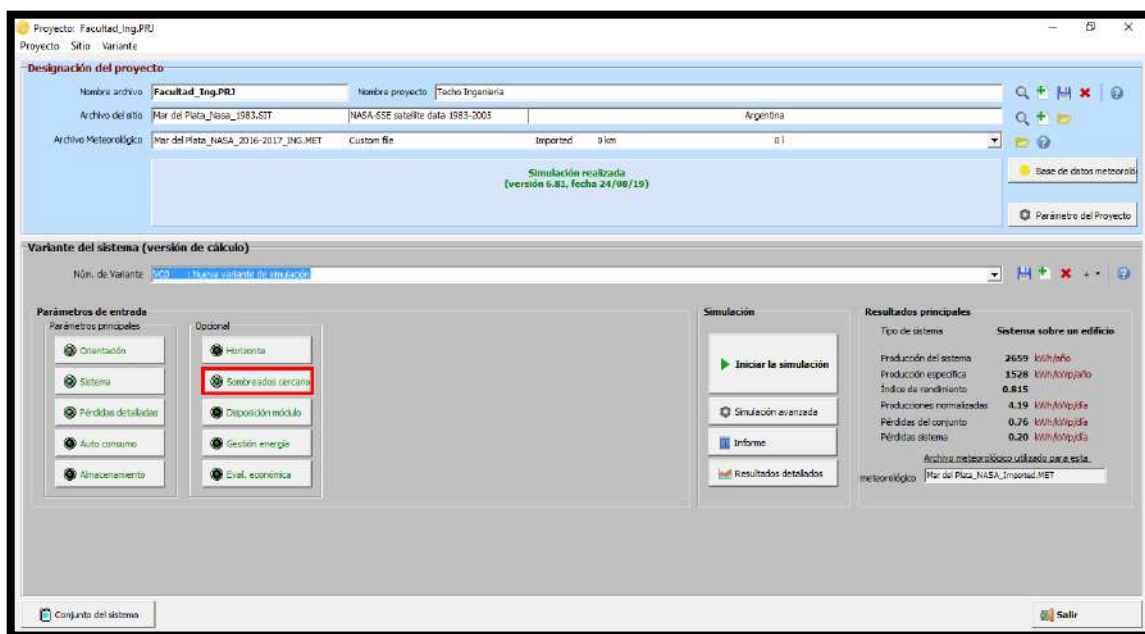 Proyecto: Facultad_Ing.PRJ
Proyecto Sitio Variante
Designación del proyecto
Nombre archivo Facultad_Ing.PRJ Nombre proyecto Techo Ingenieria
Archivo del sitio Mar del Plata_Nasa_1983.SIT NASA-SSE satellite data 1983-2005 Argentina
Archivo Meteorológico Mar del Plata_NASA_2016-2017_ING.MET Custom file Imported 0 km
Simulación realizada
(versión 6.81, fecha 24/08/19)
Base de datos meteoroló
Parámetro del Proyecto
Variante del sistema (versión de cálculo)
Núm. de Variante VC0 : Nueva variante de simulación
Parámetros de entrada
Parámetros principales Opcional
Orientación Horizonte
Sistema Sombreados cercano
Pérdidas detalladas Disposición módulo
Auto consumo Gestión energía
Almacenamiento Eval. económica
Simulación
Iniciar la simulación
Simulación avanzada
Informe
Resultados detallados
Resultados principales
Tipo de sistema Sistema sobre un edificio
Producción del sistema 2659 kWh/año
Producción específica 1528 kWh/kWp/año
Índice de rendimiento 0.815
Producciones normalizadas 4.19 kWh/kWp/día
Pérdidas del conjunto 0.76 kWh/kWp/día
Pérdidas sistema 0.20 kWh/kWp/día
Archivo meteorológico utilizado para esta
meteorológico Mar del Plata_NASA_Imported.MET
Conjunto del sistema
Salir